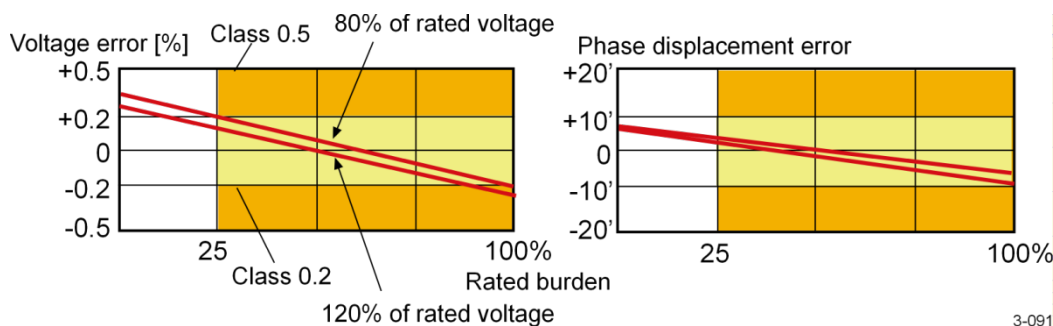 Class 0.5
80% of rated voltage
Voltage error [%]
+0.5
+0.2
0
-0.2
-0.5
25
100%
Class 0.2
Rated burden
120% of rated voltage
Phase displacement error
+20’
+10’
0
-10’
-20’
25
100%
3-091